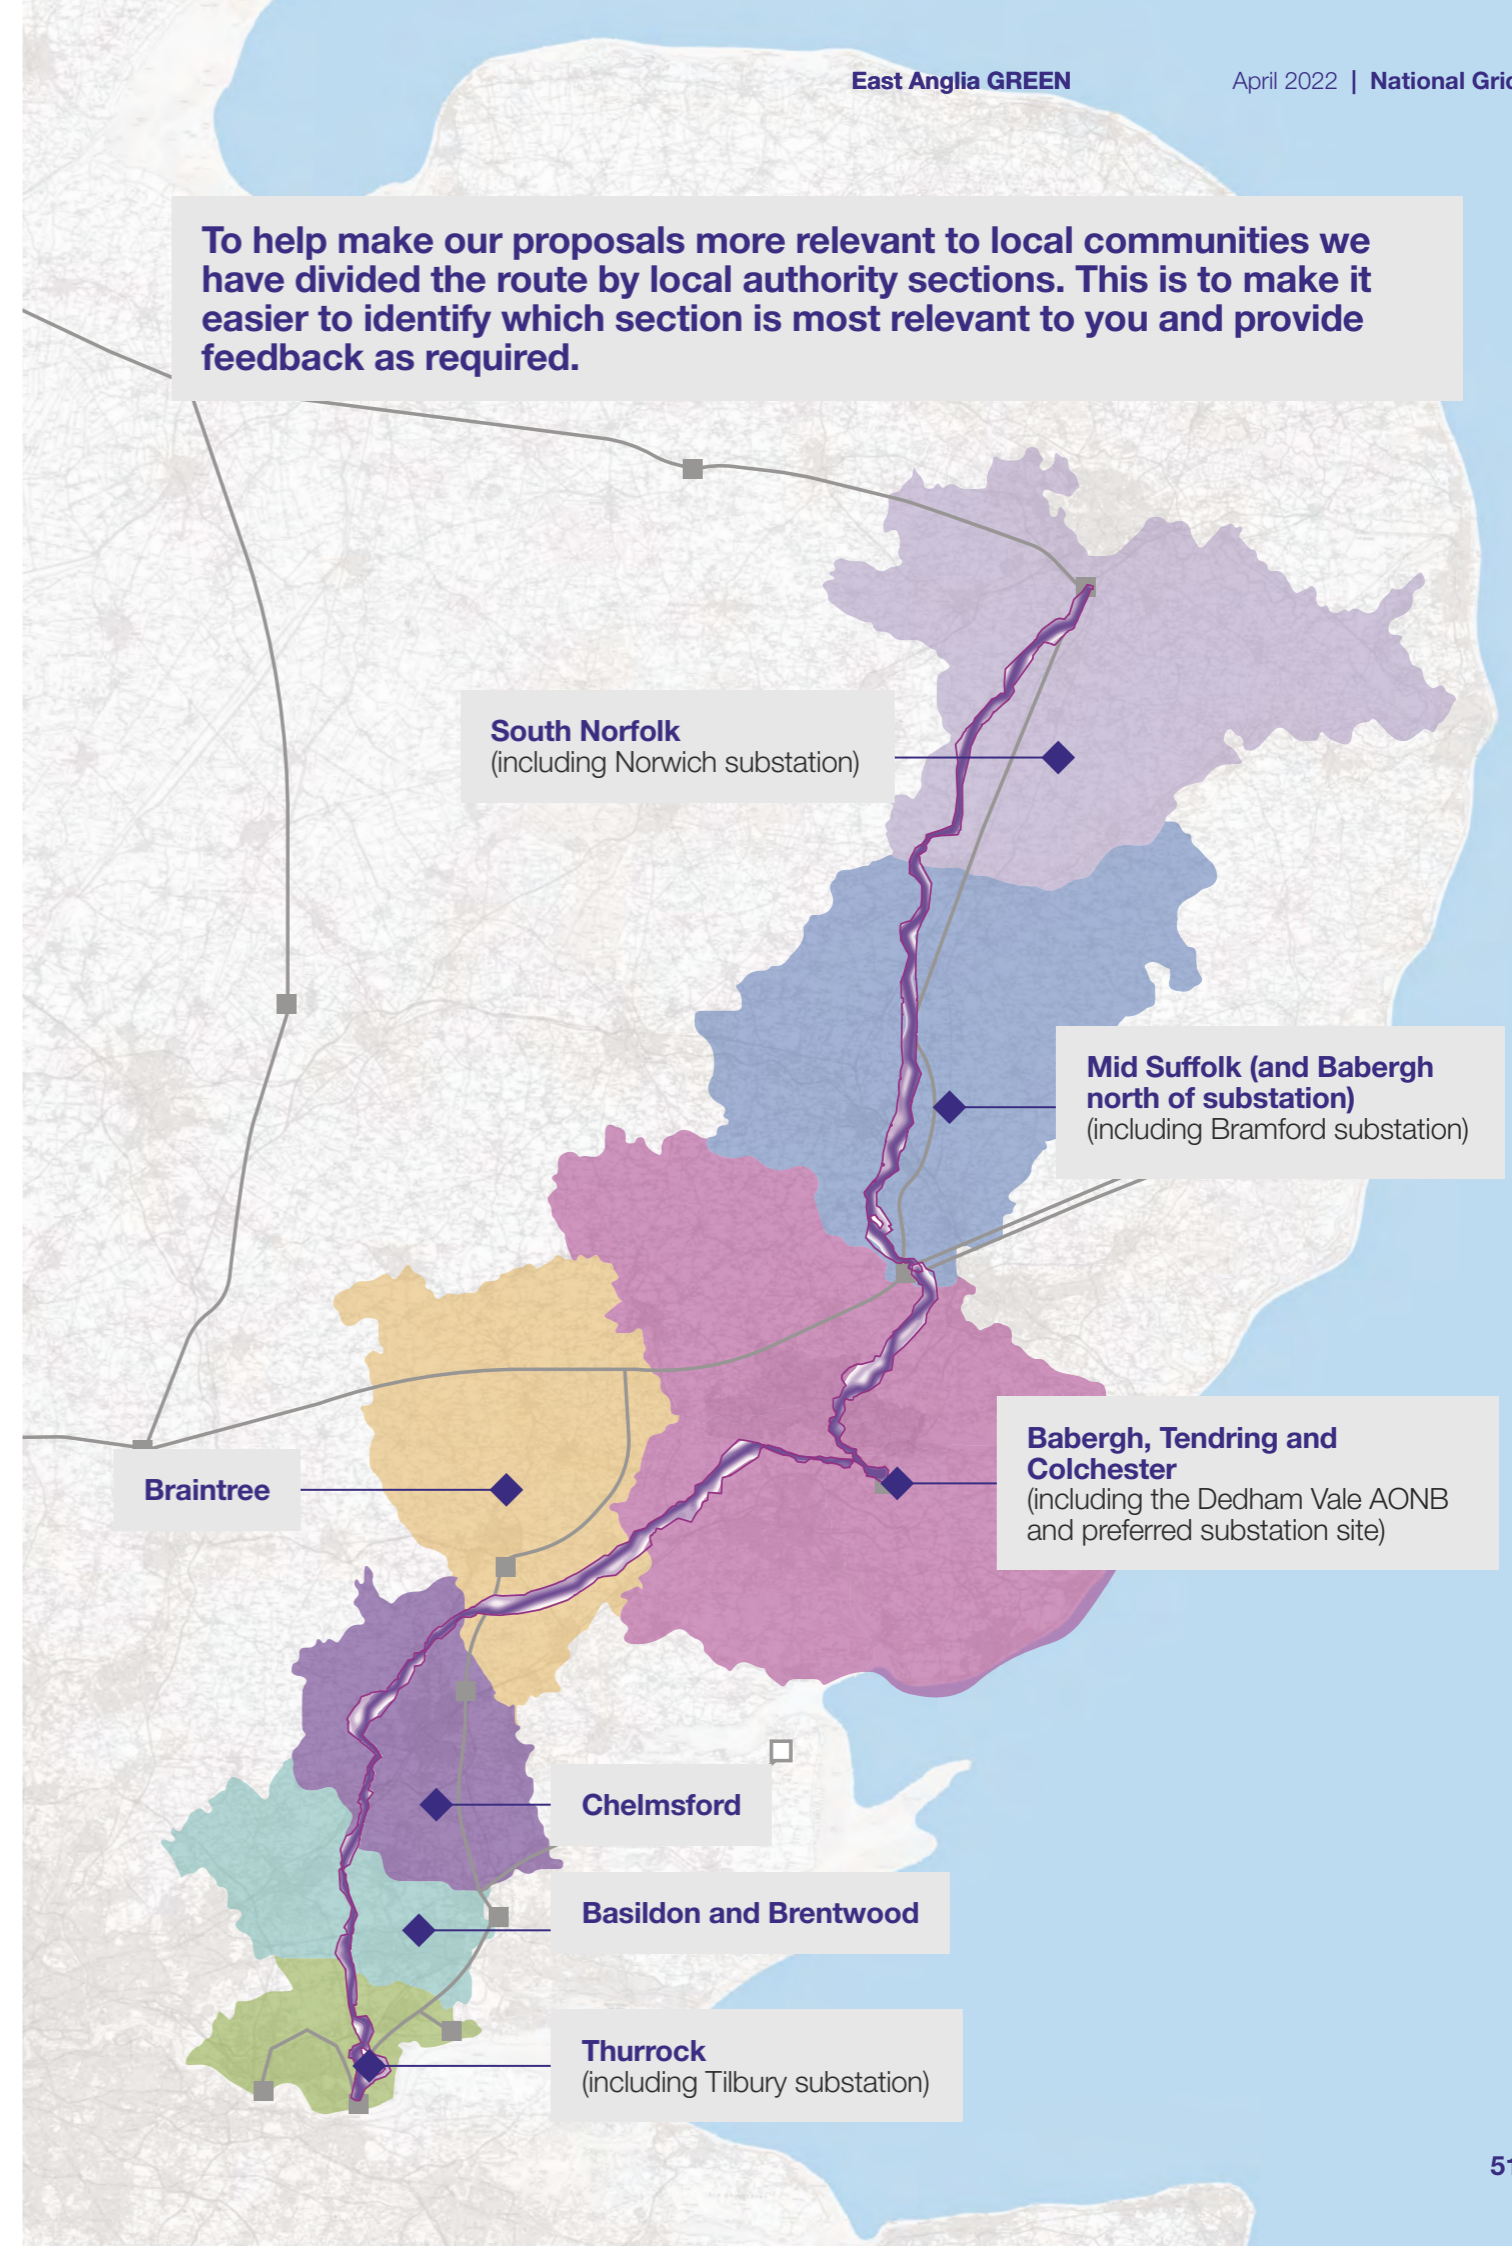 East Anglia GREEN
April 2022 | National Grid
To help make our proposals more relevant to local communities we
have divided the route by local authority sections. This is to make it
easier to identify which section is most relevant to you and provide
feedback as required.
South Norfolk
(including Norwich substation)
Mid Suffolk (and Babergh
north of substation)
(including Bramford substation)
Babergh, Tendring and
Colchester
(including the Dedham Vale AONB
and preferred substation site)
Braintree
Chelmsford
Basildon and Brentwood
Thurrock
(including Tilbury substation)
51